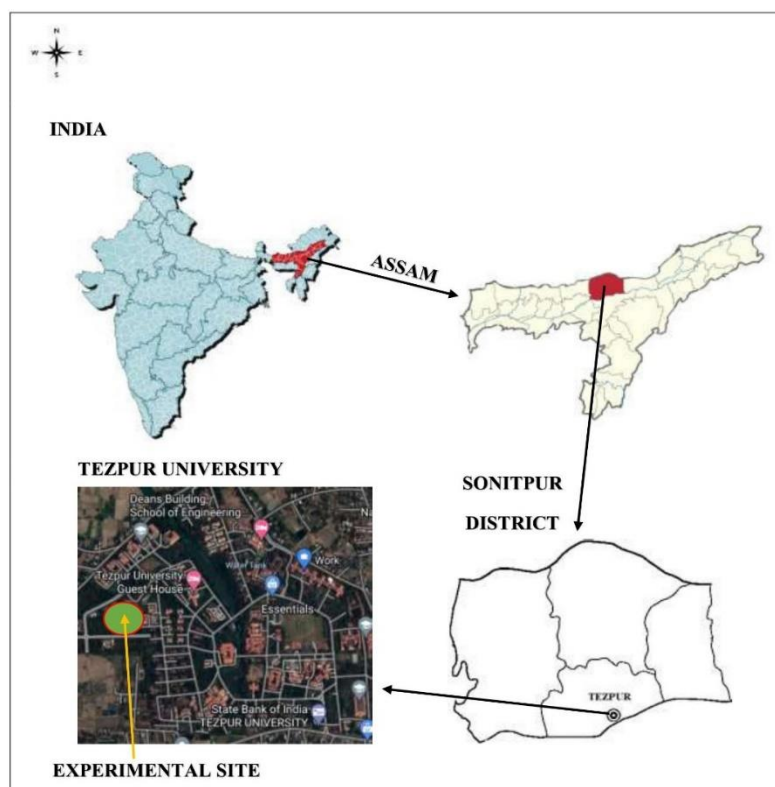 N
W E
S
INDIA
ASSAM
TEZPUR UNIVERSITY
SONITPUR
DISTRICT
Deans Building,
School of Engineering
Na
Work
Water Tank
Tezpur University
Guest House
Essentials
State Bank of India
TEZPUR UNIVERSITY
TEZPUR
EXPERIMENTAL SITE